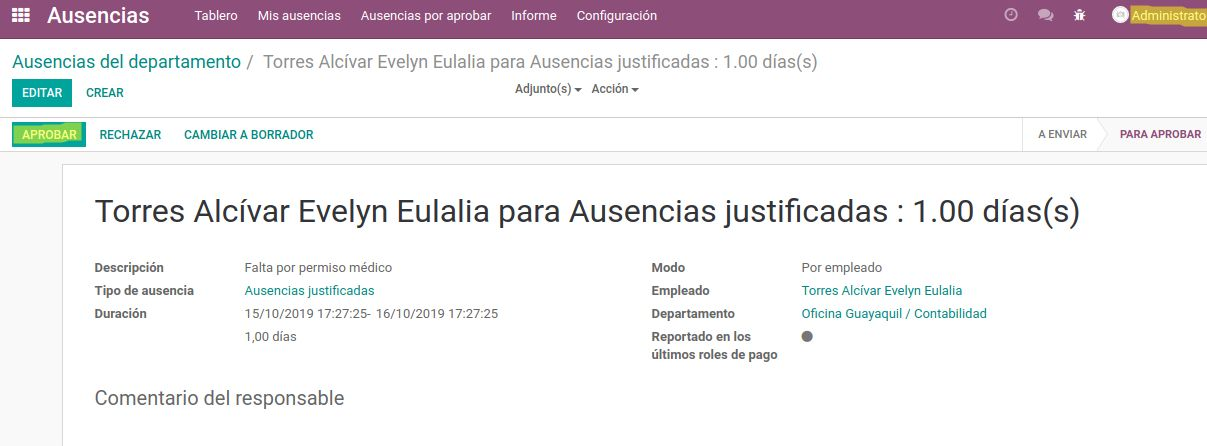 Ausencias Tablero Mis ausencias Ausencias por aprobar Informe Configuración Administrato
Ausencias del departamento / Torres Alcívar Evelyn Eulalia para Ausencias justificadas : 1.00 días(s)
EDITAR CREAR Adjunto(s) Acción
APROBAR RECHAZAR CAMBIAR A BORRADOR A ENVIAR PARA APROBAR
Torres Alcívar Evelyn Eulalia para Ausencias justificadas : 1.00 días(s)
Descripción Falta por permiso médico Modo Por empleado
Tipo de ausencia Ausencias justificadas Empleado Torres Alcívar Evelyn Eulalia
Duración 15/10/2019 17:27:25- 16/10/2019 17:27:25 Departamento Oficina Guayaquil / Contabilidad
1,00 días Reportado en los
últimos roles de pago
Comentario del responsable